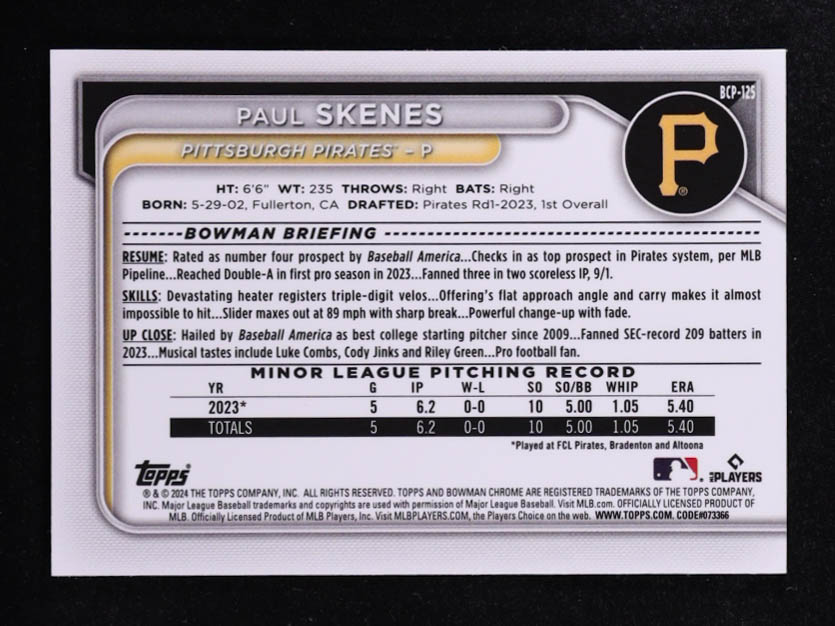 BCP-125
PAUL SKENES
PITTSBURGH PIRATES™ – P
P
®
HT: 6'6" WT: 235 THROWS: Right BATS: Right
BORN: 5-29-02, Fullerton, CA DRAFTED: Pirates Rd1-2023, 1st Overall
BOWMAN BRIEFING
RESUME: Rated as number four prospect by Baseball America...Checks in as top prospect in Pirates system, per MLB
Pipeline...Reached Double-A in first pro season in 2023...Fanned three in two scoreless IP, 9/1.
SKILLS: Devastating heater registers triple-digit velos...Offering's flat approach angle and carry makes it almost
impossible to hit...Slider maxes out at 89 mph with sharp break...Powerful change-up with fade.
UP CLOSE: Hailed by Baseball America as best college starting pitcher since 2009...Fanned SEC-record 209 batters in
2023...Musical tastes include Luke Combs, Cody Jinks and Riley Green...Pro football fan.
MINOR LEAGUE PITCHING RECORD
YR G IP W-L SO SO/BB WHIP ERA
2023* 5 6.2 0-0 10 5.00 1.05 5.40
TOTALS 5 6.2 0-0 10 5.00 1.05 5.40
*Played at FCL Pirates, Bradenton and Altoona
Topps® PLAYERS
® & © 2024 THE TOPPS COMPANY, INC. ALL RIGHTS RESERVED. TOPPS AND BOWMAN CHROME ARE REGISTERED TRADEMARKS OF THE TOPPS COMPANY,
INC. Major League Baseball trademarks and copyrights are used with permission of Major League Baseball. Visit MLB.com. OFFICIALLY LICENSED PRODUCT OF
MLB. Officially Licensed Product of MLB Players, Inc. Visit MLBPLAYERS.COM, the Players Choice on the web. WWW.TOPPS.COM. CODE#073366